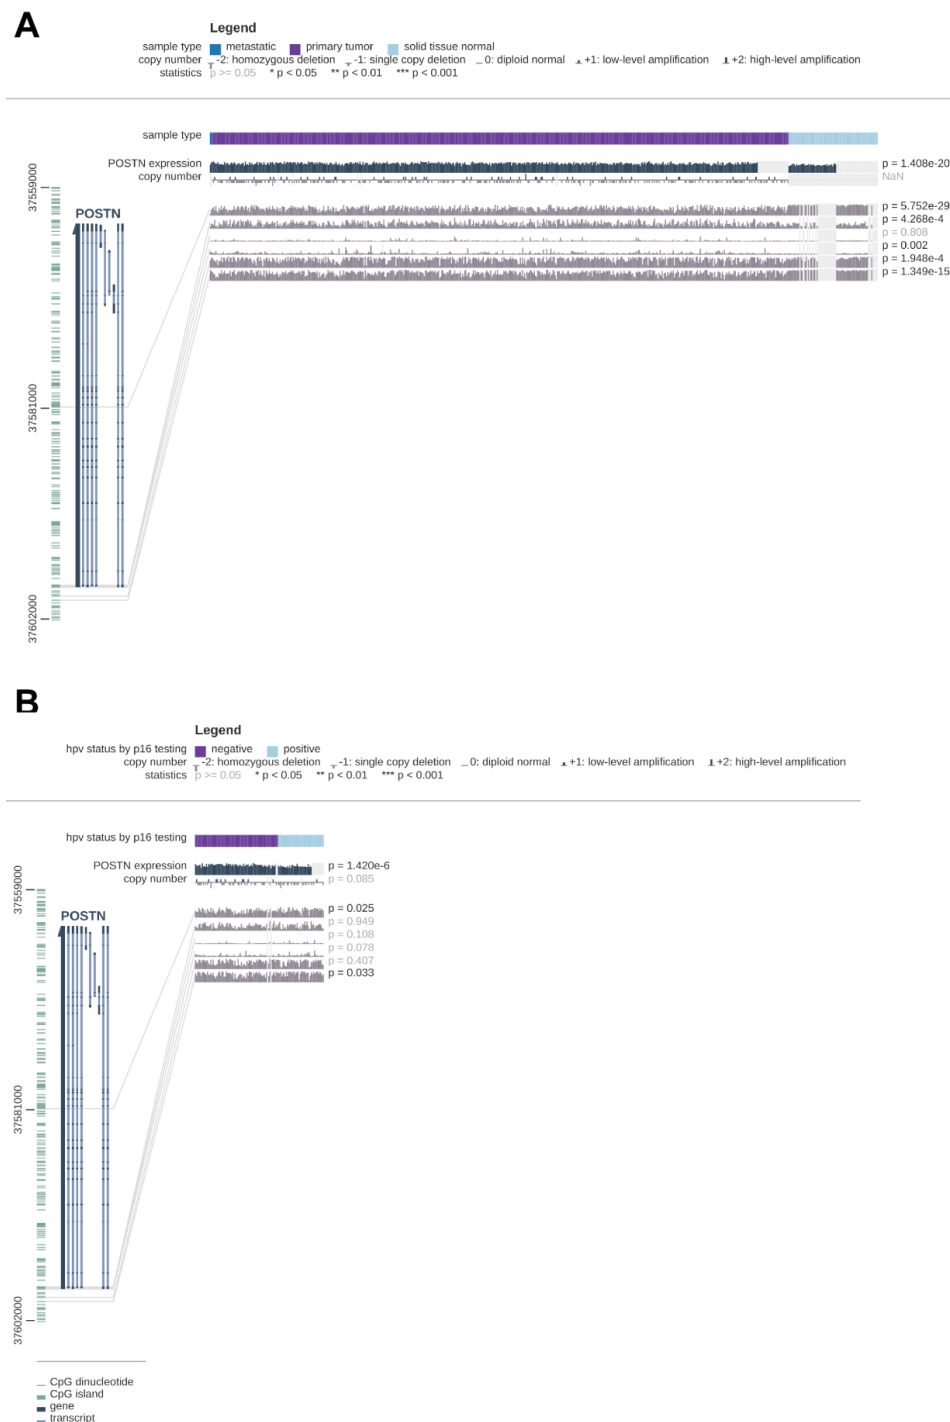 A
Legend
sample type metastatic primary tumor solid tissue normal
copy number -2: homozygous deletion -1: single copy deletion 0: diploid normal +1: low-level amplification +2: high-level amplification
statistics p >= 0.05 * p < 0.05 ** p < 0.01 *** p < 0.001
sample type
POSTN expression p = 1.408e-20
copy number NaN
37559000
POSTN
p = 5.752e-29
p = 4.268e-4
p = 0.808
p = 0.002
p = 1.948e-4
p = 1.349e-15
37581000
37602000
B
Legend
hpv status by p16 testing negative positive
copy number -2: homozygous deletion -1: single copy deletion 0: diploid normal +1: low-level amplification +2: high-level amplification
statistics p >= 0.05 * p < 0.05 ** p < 0.01 *** p < 0.001
hpv status by p16 testing
POSTN expression p = 1.420e-6
copy number p = 0.085
37559000
POSTN
p = 0.025
p = 0.949
p = 0.108
p = 0.078
p = 0.407
p = 0.033
37581000
37602000
CpG dinucleotide
CpG island
gene
transcript